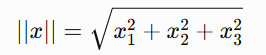 ||x|| = √(x₁² + x₂² + x₃²)